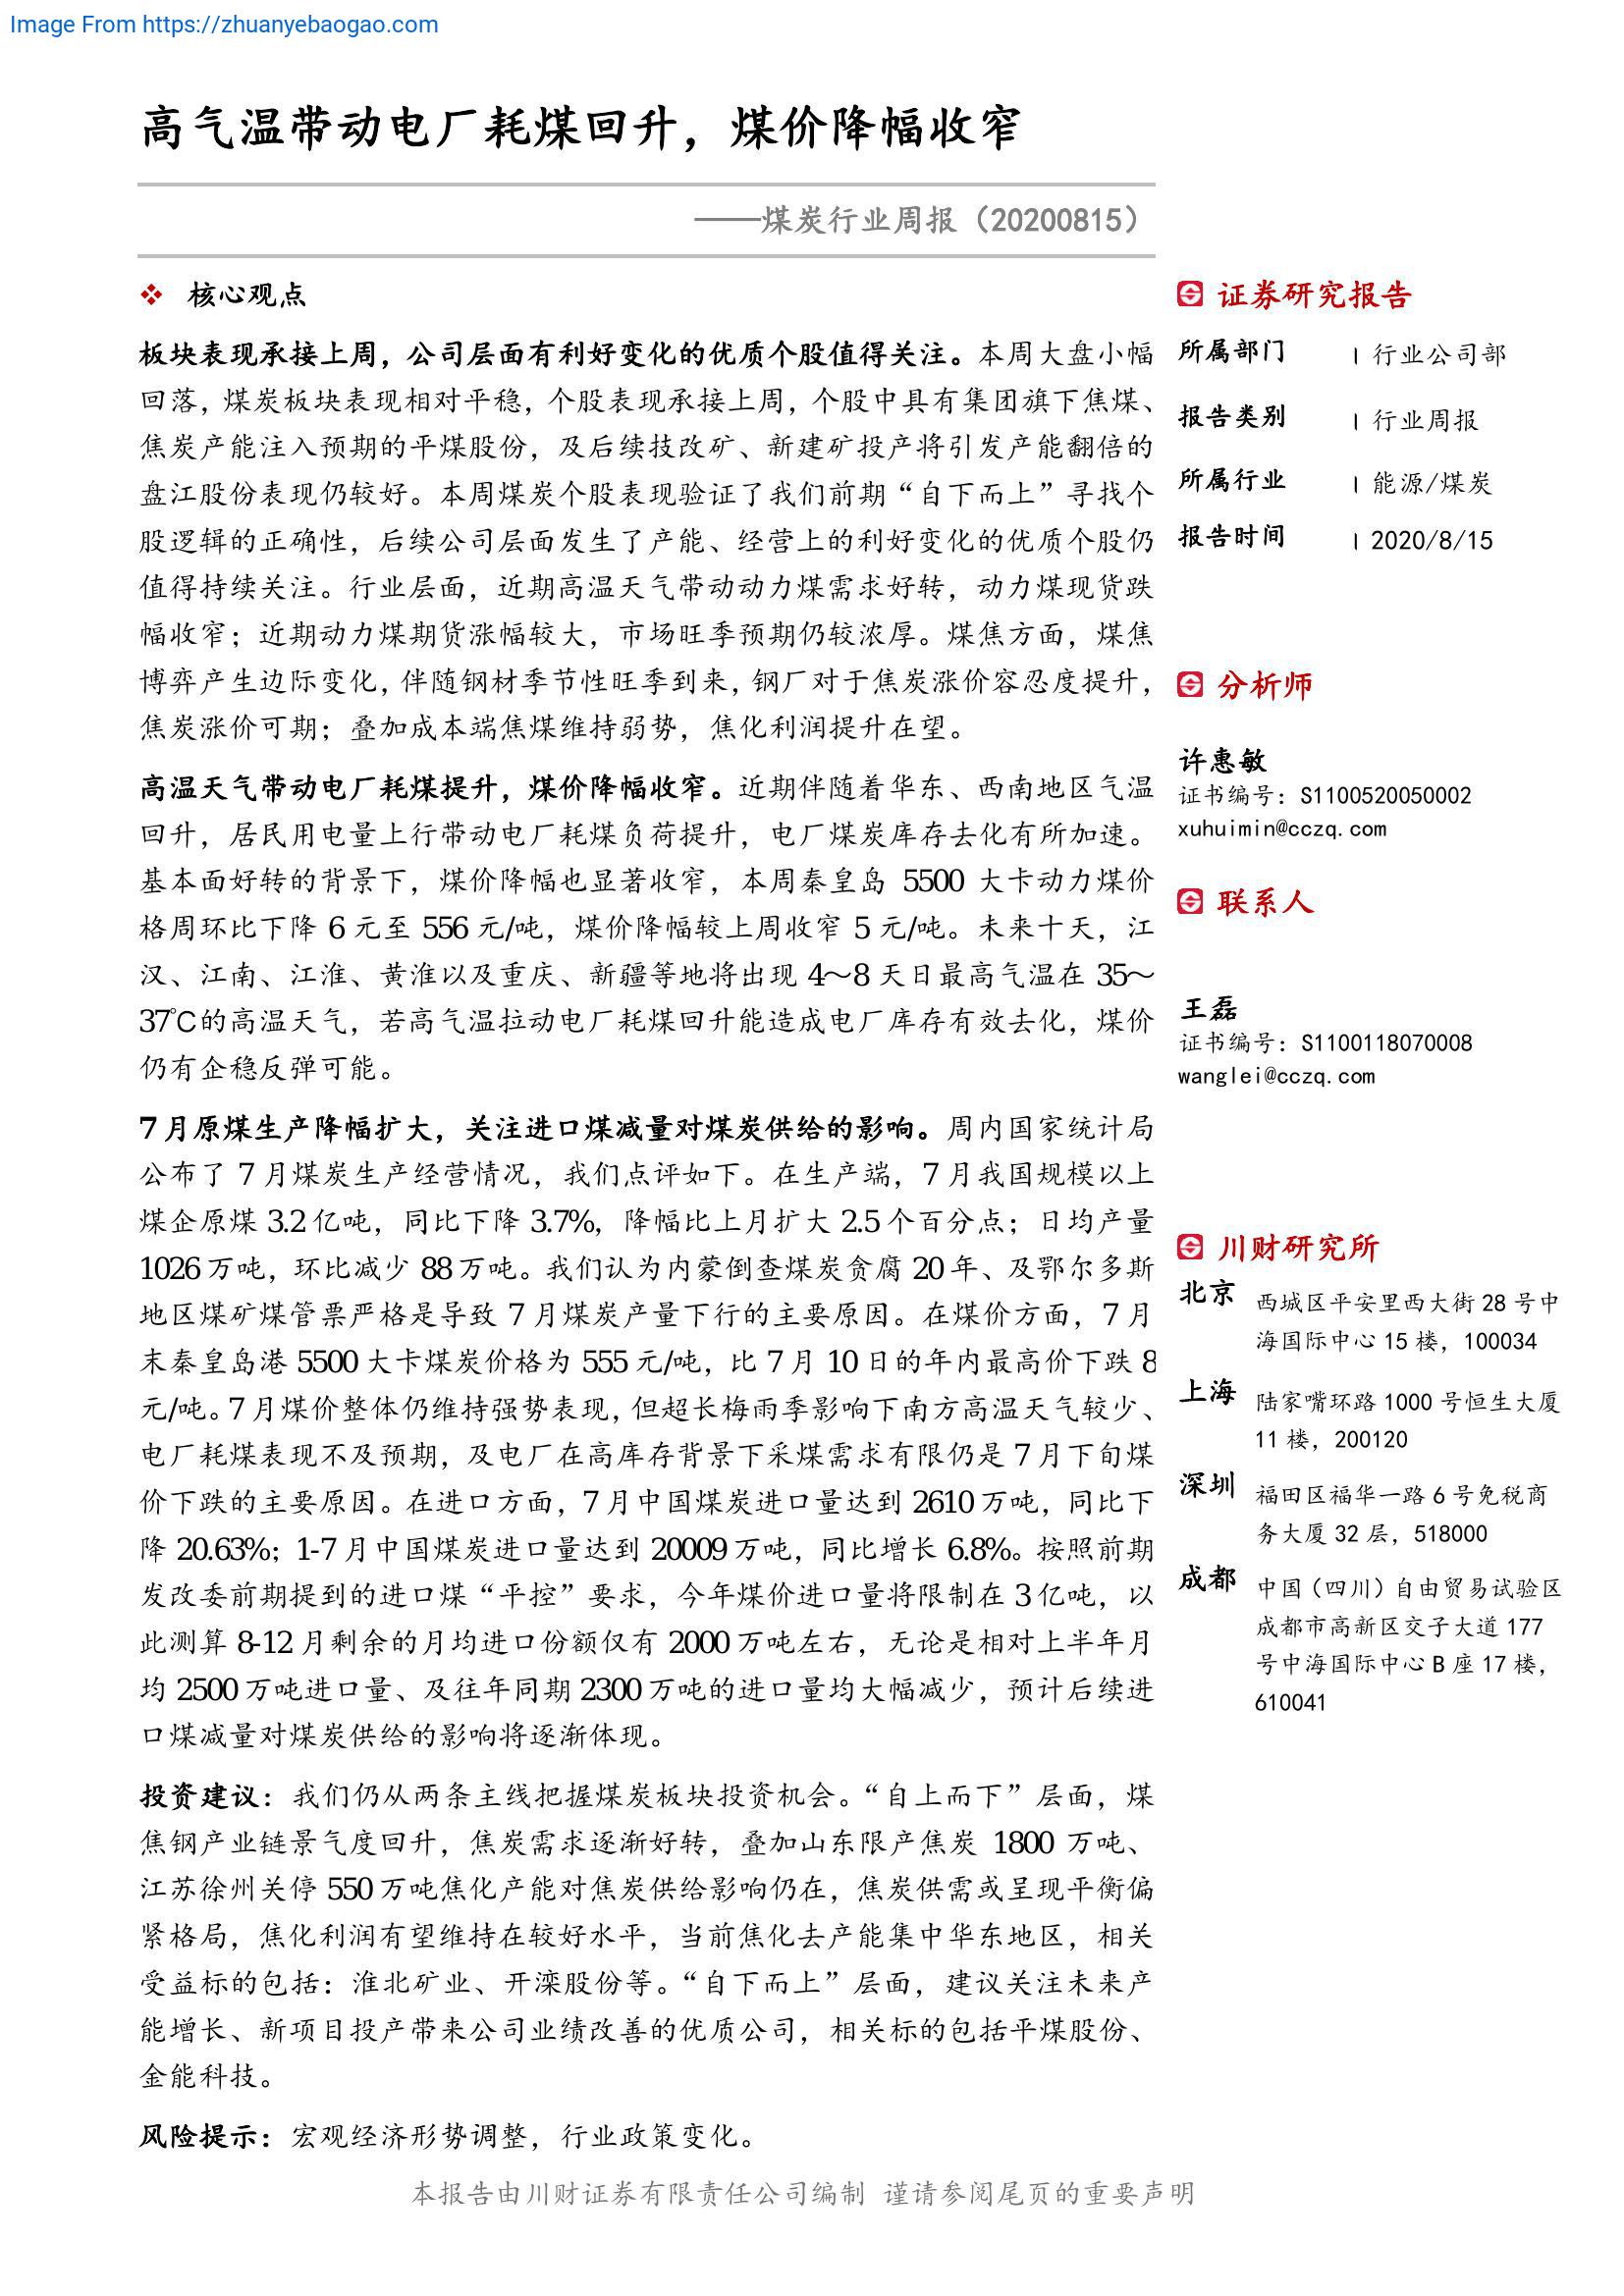 Image From https://zhuanyebaogao.com
高气温带动电厂耗煤回升，煤价降幅收窄
——煤炭行业周报（20200815）
核心观点
板块表现承接上周，公司层面有利好变化的优质个股值得关注。本周大盘小幅
回落，煤炭板块表现相对平稳，个股表现承接上周，个股中具有集团旗下焦煤、
焦炭产能注入预期的平煤股份，及后续技改矿、新建矿投产将引发产能翻倍的
盘江股份表现仍较好。本周煤炭个股表现验证了我们前期“自下而上”寻找个
股逻辑的正确性，后续公司层面发生了产能、经营上的利好变化的优质个股仍
值得持续关注。行业层面，近期高温天气带动动力煤需求好转，动力煤现货跌
幅收窄；近期动力煤期货涨幅较大，市场旺季预期仍较浓厚。煤焦方面，煤焦
博弈产生边际变化，伴随钢材季节性旺季到来，钢厂对于焦炭涨价容忍度提升，
焦炭涨价可期；叠加成本端焦煤维持弱势，焦化利润提升在望。
高温天气带动电厂耗煤提升，煤价降幅收窄。近期伴随着华东、西南地区气温
回升，居民用电量上行带动电厂耗煤负荷提升，电厂煤炭库存去化有所加速。
基本面好转的背景下，煤价降幅也显著收窄，本周秦皇岛 5500 大卡动力煤价
格周环比下降 6 元至 556 元/吨，煤价降幅较上周收窄 5 元/吨。未来十天，江
汉、江南、江淮、黄淮以及重庆、新疆等地将出现 4～8 天日最高气温在 35～
37℃的高温天气，若高气温拉动电厂耗煤回升能造成电厂库存有效去化，煤价
仍有企稳反弹可能。
7 月原煤生产降幅扩大，关注进口煤减量对煤炭供给的影响。周内国家统计局
公布了 7 月煤炭生产经营情况，我们点评如下。在生产端，7 月我国规模以上
煤企原煤 3.2 亿吨，同比下降 3.7%，降幅比上月扩大 2.5 个百分点；日均产量
1026 万吨，环比减少 88 万吨。我们认为内蒙倒查煤炭贪腐 20 年、及鄂尔多斯
地区煤矿煤管票严格是导致 7 月煤炭产量下行的主要原因。在煤价方面，7 月
末秦皇岛港 5500 大卡煤炭价格为 555 元/吨，比 7 月 10 日的年内最高价下跌 8
元/吨。7 月煤价整体仍维持强势表现，但超长梅雨季影响下南方高温天气较少、
电厂耗煤表现不及预期，及电厂在高库存背景下采煤需求有限仍是 7 月下旬煤
价下跌的主要原因。在进口方面，7 月中国煤炭进口量达到 2610 万吨，同比下
降 20.63%；1-7 月中国煤炭进口量达到 20009 万吨，同比增长 6.8%。按照前期
发改委前期提到的进口煤“平控”要求，今年煤价进口量将限制在 3 亿吨，以
此测算 8-12 月剩余的月均进口份额仅有 2000 万吨左右，无论是相对上半年月
均 2500 万吨进口量、及往年同期 2300 万吨的进口量均大幅减少，预计后续进
口煤减量对煤炭供给的影响将逐渐体现。
投资建议：我们仍从两条主线把握煤炭板块投资机会。“自上而下”层面，煤
焦钢产业链景气度回升，焦炭需求逐渐好转，叠加山东限产焦炭 1800 万吨、
江苏徐州关停 550 万吨焦化产能对焦炭供给影响仍在，焦炭供需或呈现平衡偏
紧格局，焦化利润有望维持在较好水平，当前焦化去产能集中华东地区，相关
受益标的包括：淮北矿业、开滦股份等。“自下而上”层面，建议关注未来产
能增长、新项目投产带来公司业绩改善的优质公司，相关标的包括平煤股份、
金能科技。
风险提示：宏观经济形势调整，行业政策变化。
证券研究报告
所属部门 | 行业公司部
报告类别 | 行业周报
所属行业 | 能源/煤炭
报告时间 | 2020/8/15
分析师
许惠敏
证书编号：S1100520050002
xuhuimin@cczq.com
联系人
王磊
证书编号：S1100118070008
wanglei@cczq.com
川财研究所
北京 西城区平安里西大街 28 号中
海国际中心 15 楼，100034
上海 陆家嘴环路 1000 号恒生大厦
11 楼，200120
深圳 福田区福华一路 6 号免税商
务大厦 32 层，518000
成都 中国（四川）自由贸易试验区
成都市高新区交子大道 177
号中海国际中心 B 座 17 楼，
610041
本报告由川财证券有限责任公司编制 谨请参阅尾页的重要声明